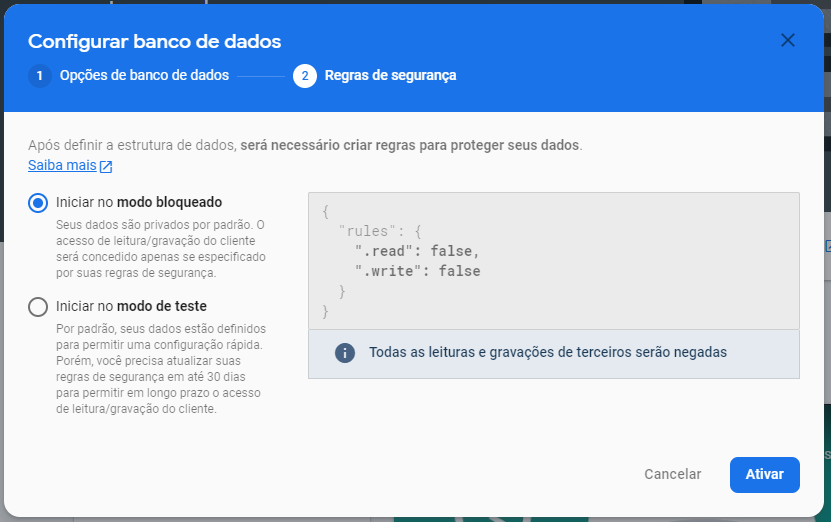 Configurar banco de dados
1 Opções de banco de dados 2 Regras de segurança
Após definir a estrutura de dados, será necessário criar regras para proteger seus dados.
Saiba mais
Iniciar no modo bloqueado
Seus dados são privados por padrão. O
acesso de leitura/gravação do cliente
será concedido apenas se especificado
por suas regras de segurança.
Iniciar no modo de teste
Por padrão, seus dados estão definidos
para permitir uma configuração rápida.
Porém, você precisa atualizar suas
regras de segurança em até 30 dias
para permitir em longo prazo o acesso
de leitura/gravação do cliente.
{
"rules": {
".read": false,
".write": false
}
}
Todas as leituras e gravações de terceiros serão negadas
Cancelar
Ativar